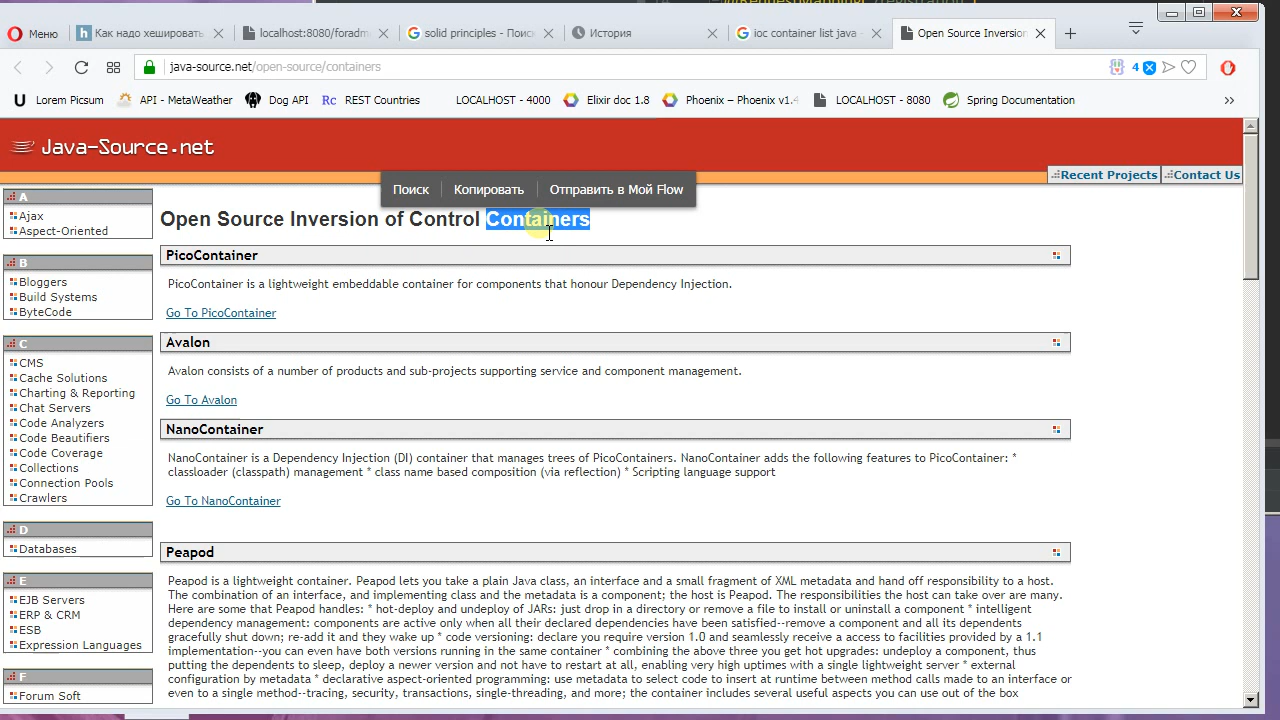 Меню
Как надо хешировать
localhost:8080/foradm
solid principles - Поиск
История
ioc container list java -
Open Source Inversion
java-source.net/open-source/containers
4
Lorem Picsum
API - MetaWeather
Dog API
Rc REST Countries
LOCALHOST - 4000
Elixir doc 1.8
Phoenix – Phoenix v1.4
LOCALHOST - 8080
Spring Documentation
Java-Source.net
Recent Projects
Contact Us
Поиск
Копировать
Отправить в Мой Flow
A
Ajax
Aspect-Oriented
B
Bloggers
Build Systems
ByteCode
C
CMS
Cache Solutions
Charting & Reporting
Chat Servers
Code Analyzers
Code Beautifiers
Code Coverage
Collections
Connection Pools
Crawlers
D
Databases
E
EJB Servers
ERP & CRM
ESB
Expression Languages
F
Forum Soft
Open Source Inversion of Control Containers
PicoContainer
PicoContainer is a lightweight embeddable container for components that honour Dependency Injection.
Go To PicoContainer
Avalon
Avalon consists of a number of products and sub-projects supporting service and component management.
Go To Avalon
NanoContainer
NanoContainer is a Dependency Injection (DI) container that manages trees of PicoContainers. NanoContainer adds the following features to PicoContainer: *
classloader (classpath) management * class name based composition (via reflection) * Scripting language support
Go To NanoContainer
Peapod
Peapod is a lightweight container. Peapod lets you take a plain Java class, an interface and a small fragment of XML metadata and hand off responsibility to a host.
The combination of an interface, and implementing class and the metadata is a component; the host is Peapod. The responsibilities the host can take over are many.
Here are some that Peapod handles: * hot-deploy and undeploy of JARs: just drop in a directory or remove a file to install or uninstall a component * intelligent
dependency management: components are active only when all their declared dependencies have been satisfied--remove a component and all its dependents
gracefully shut down; re-add it and they wake up * code versioning: declare you require version 1.0 and seamlessly receive a access to facilities provided by a 1.1
implementation--you can even have both versions running in the same container * combining the above three you get hot upgrades: undeploy a component, thus
putting the dependents to sleep, deploy a newer version and not have to restart at all, enabling very high uptimes with a single lightweight server * external
configuration by metadata * declarative aspect-oriented programming: use metadata to select code to insert at runtime between method calls made to an interface or
even to a single method--tracing, security, transactions, single-threading, and more; the container includes several useful aspects you can use out of the box